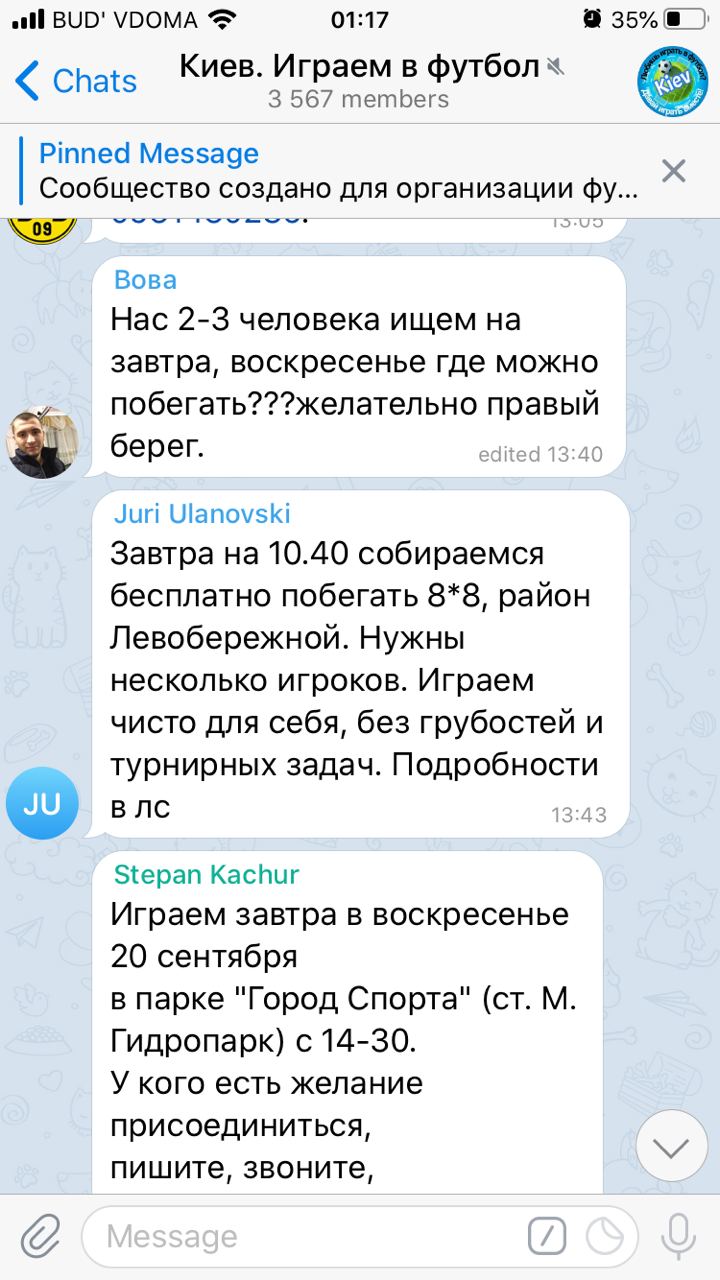 BUD' VDOMA 01:17 35%
Chats
Киев. Играем в футбол
3 567 members
Kiev
Pinned Message
Сообщество создано для организации фу...
09
13:05
Вова
Нас 2-3 человека ищем на
завтра, воскресенье где можно
побегать???желательно правый
берег.
edited 13:40
Juri Ulanovski
Завтра на 10.40 собираемся
бесплатно побегать 8*8, район
Левобережной. Нужны
несколько игроков. Играем
чисто для себя, без грубостей и
турнирных задач. Подробности
в лс
13:43
JU
Stepan Kachur
Играем завтра в воскресенье
20 сентября
в парке "Город Спорта" (ст. М.
Гидропарк) с 14-30.
У кого есть желание
присоединиться,
пишите, звоните,
Message